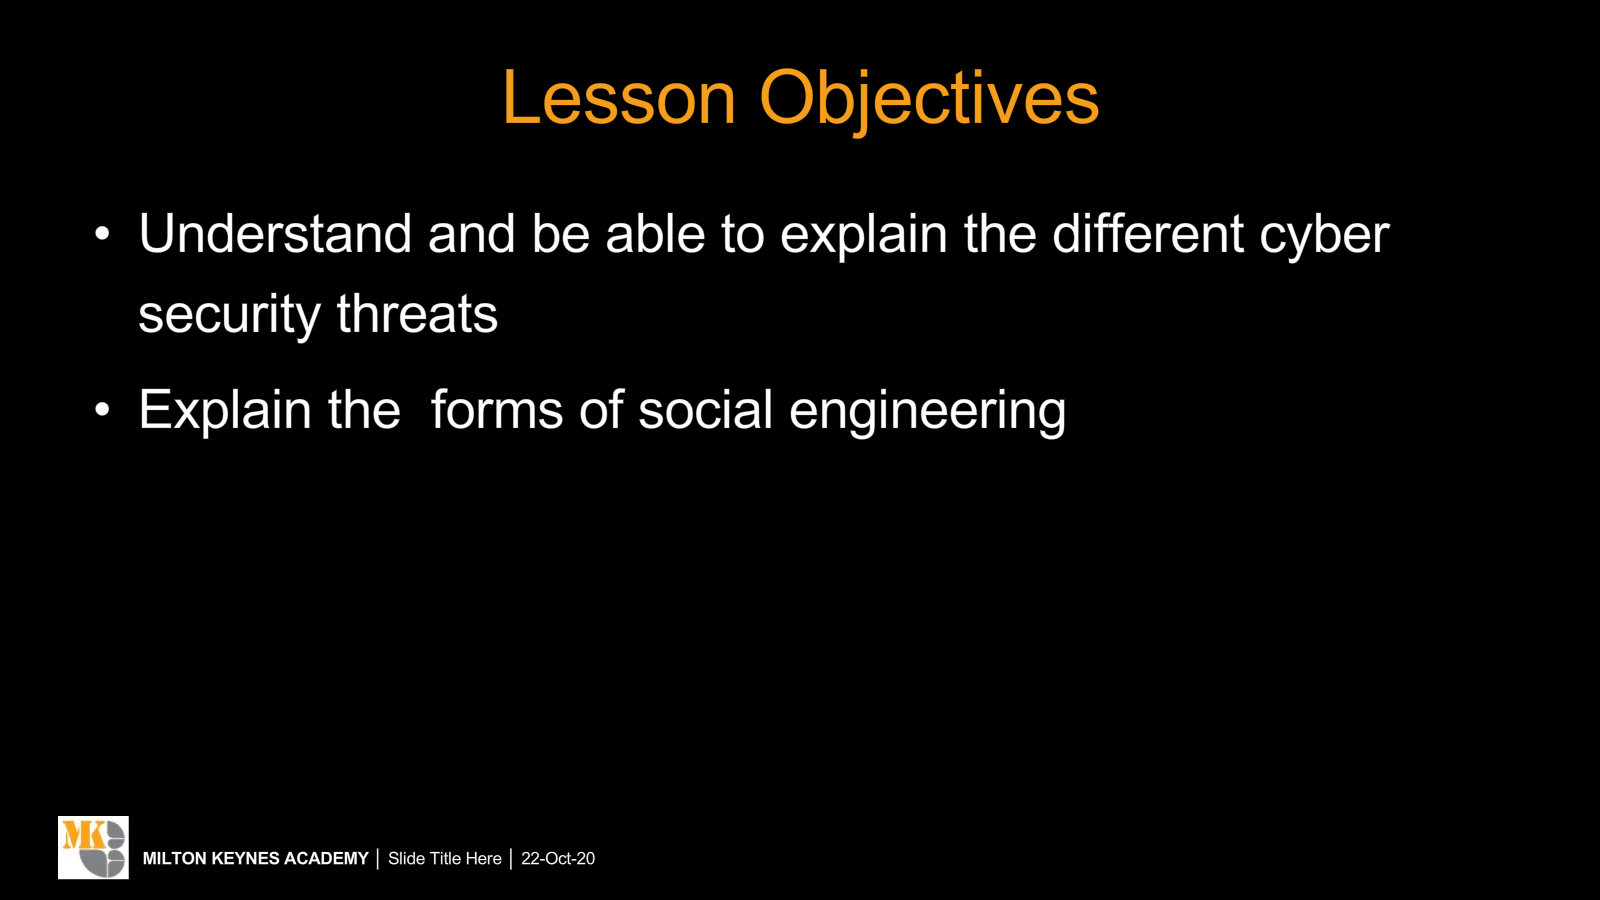 Lesson Objectives
• Understand and be able to explain the different cyber
security threats
• Explain the  forms of social engineering
MK
MILTON KEYNES ACADEMY | Slide Title Here | 22-Oct-20